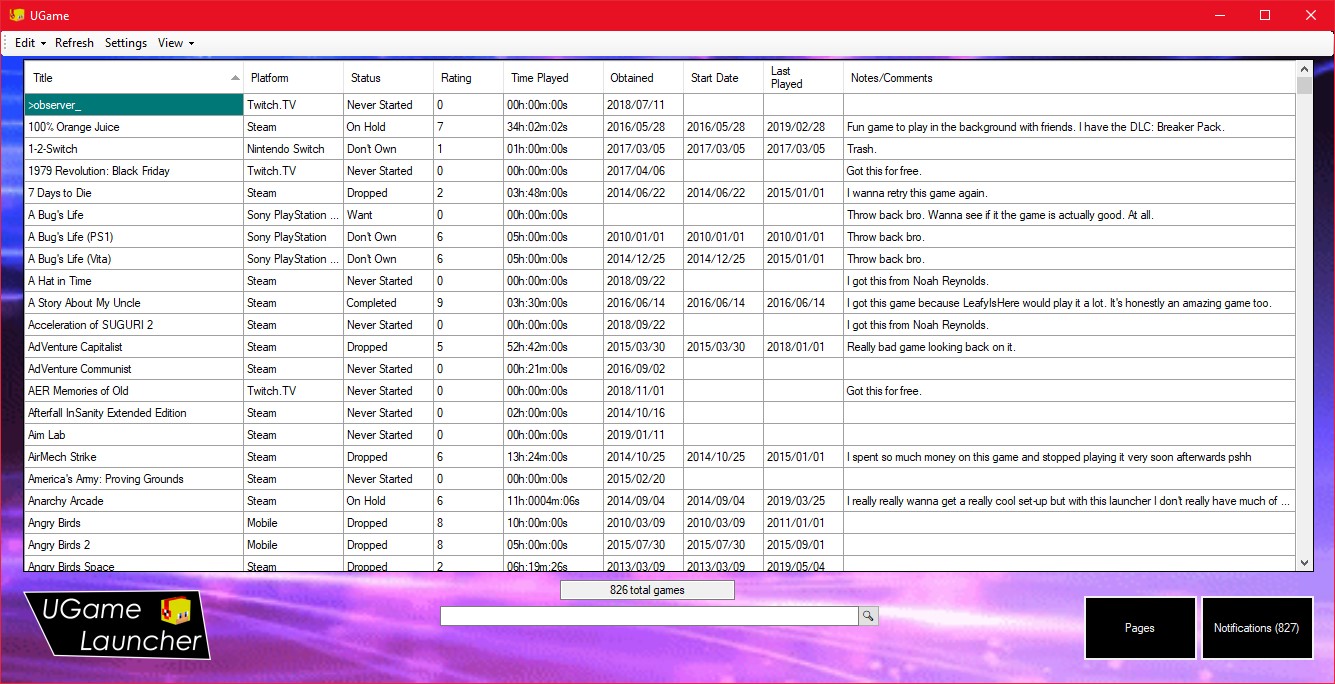 UGame
Edit Refresh Settings View
Title Platform Status Rating Time Played Obtained Start Date Last Played Notes/Comments
>observer_ Twitch.TV Never Started 0 00h:00m:00s 2018/07/11
100% Orange Juice Steam On Hold 7 34h:02m:02s 2016/05/28 2016/05/28 2019/02/28 Fun game to play in the background with friends. I have the DLC: Breaker Pack.
1-2-Switch Nintendo Switch Don't Own 1 01h:00m:00s 2017/03/05 2017/03/05 2017/03/05 Trash.
1979 Revolution: Black Friday Twitch.TV Never Started 0 00h:00m:00s 2017/04/06 Got this for free.
7 Days to Die Steam Dropped 2 03h:48m:00s 2014/06/22 2014/06/22 2015/01/01 I wanna retry this game again.
A Bug's Life Sony PlayStation ... Want 0 00h:00m:00s Throw back bro. Wanna see if it the game is actually good. At all.
A Bug's Life (PS1) Sony PlayStation Don't Own 6 05h:00m:00s 2010/01/01 2010/01/01 2010/01/01 Throw back bro.
A Bug's Life (Vita) Sony PlayStation ... Don't Own 6 05h:00m:00s 2014/12/25 2014/12/25 2015/01/01 Throw back bro.
A Hat in Time Steam Never Started 0 00h:00m:00s 2018/09/22 I got this from Noah Reynolds.
A Story About My Uncle Steam Completed 9 03h:30m:00s 2016/06/14 2016/06/14 2016/06/14 I got this game because LeafyIsHere would play it a lot. It's honestly an amazing game too.
Acceleration of SUGURI 2 Steam Never Started 0 00h:00m:00s 2018/09/22 I got this from Noah Reynolds.
AdVenture Capitalist Steam Dropped 5 52h:42m:00s 2015/03/30 2015/03/30 2018/01/01 Really bad game looking back on it.
AdVenture Communist Steam Never Started 0 00h:21m:00s 2016/09/02
AER Memories of Old Twitch.TV Never Started 0 00h:00m:00s 2018/11/01 Got this for free.
Afterfall InSanity Extended Edition Steam Never Started 0 02h:00m:00s 2014/10/16
Aim Lab Steam Never Started 0 00h:00m:00s 2019/01/11
AirMech Strike Steam Dropped 6 13h:24m:00s 2014/10/25 2014/10/25 2015/01/01 I spent so much money on this game and stopped playing it very soon afterwards pshh
America's Army: Proving Grounds Steam Never Started 0 00h:00m:00s 2015/02/20
Anarchy Arcade Steam On Hold 6 11h:0004m:06s 2014/09/04 2014/09/04 2019/03/25 I really really wanna get a really cool set-up but with this launcher I don't really have much of ...
Angry Birds Mobile Dropped 8 10h:00m:00s 2010/03/09 2010/03/09 2011/01/01
Angry Birds 2 Mobile Dropped 8 05h:00m:00s 2015/07/30 2015/07/30 2015/09/01
Angry Birds Space Steam Dropped 2 06h:19m:26s 2013/03/09 2013/03/09 2019/05/04
826 total games
UGame
Launcher
Pages
Notifications (827)